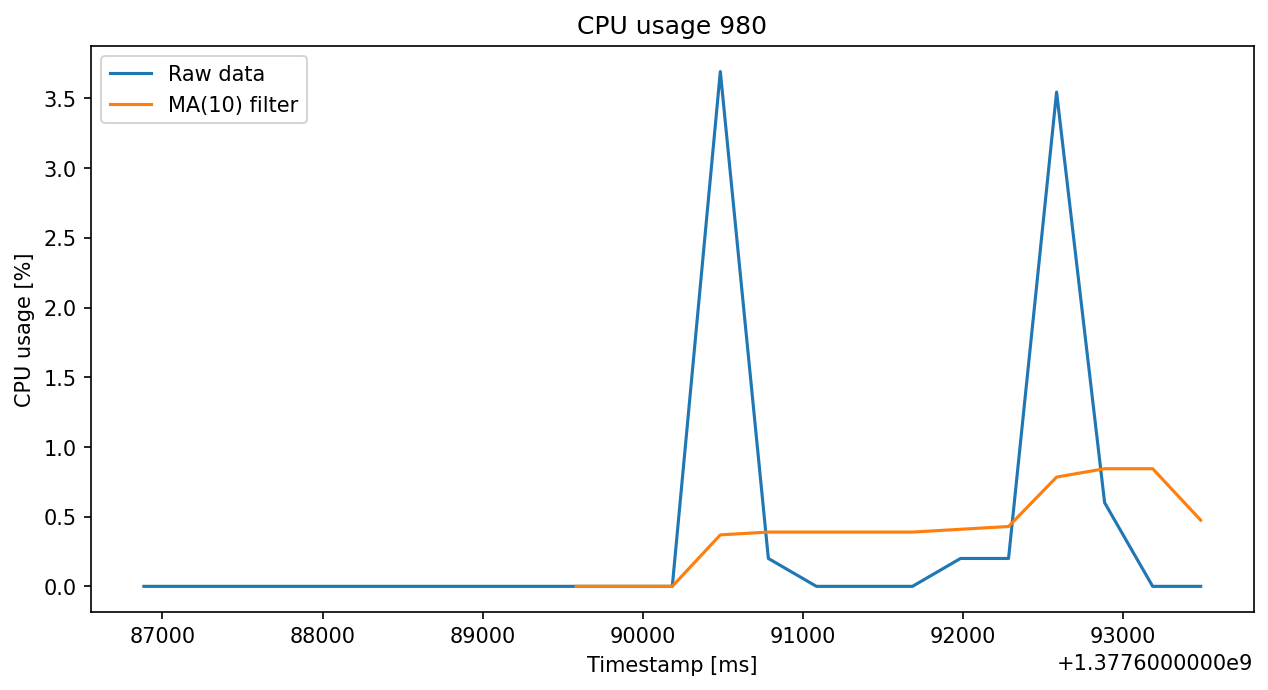 CPU usage 980
Raw data
MA(10) filter
CPU usage [%]
3.5
3.0
2.5
2.0
1.5
1.0
0.5
0.0
87000 88000 89000 90000 91000 92000 93000
Timestamp [ms]
+1.3776000000e9